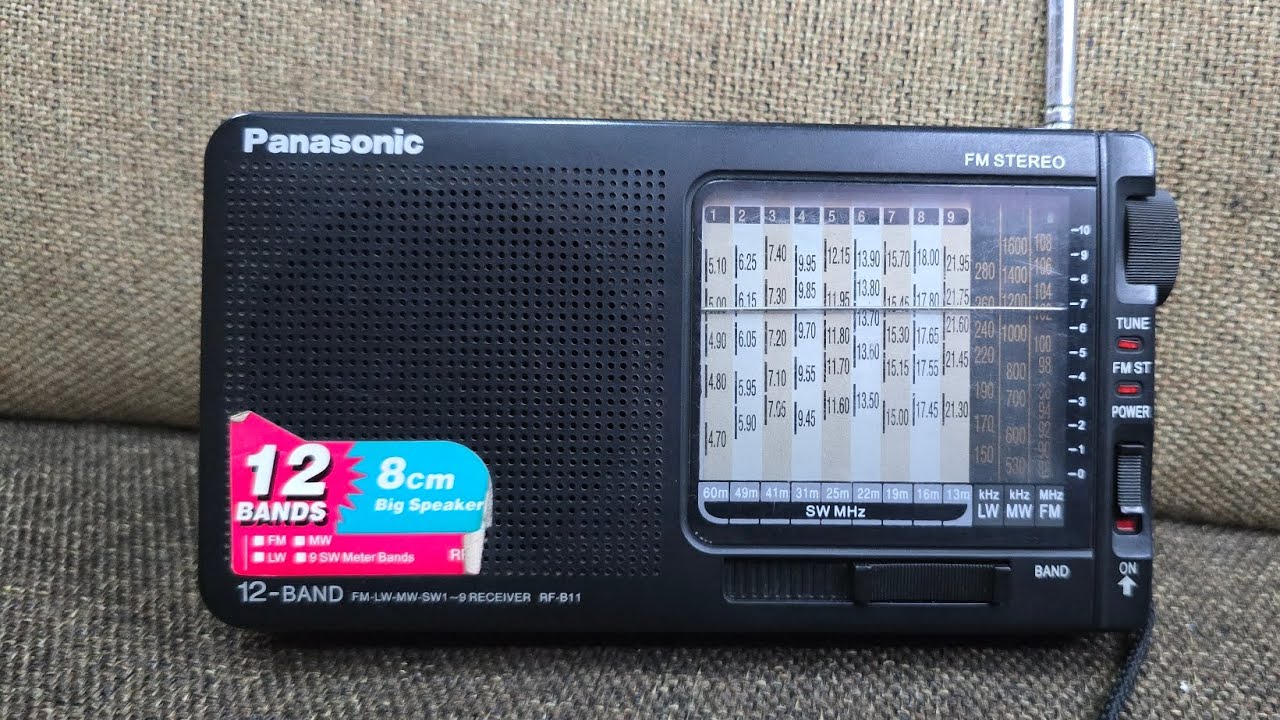 Panasonic
FM STEREO
1 2 3 4 5 6 7 8 9
5.10 5.00 4.90 4.80 4.70
6.25 6.15 6.05 5.95 5.90
7.40 7.30 7.20 7.10 7.05
9.95 9.85 9.70 9.55 9.45
12.15 11.95 11.80 11.70 11.60
13.90 13.80 13.70 13.60 13.50
15.70 15.45 15.30 15.15 15.00
18.00 17.80 17.65 17.55 17.45
21.95 21.75 21.60 21.45 21.30
280 260 240 220 190 170 150
1600 1400 1200 1000 800 700 600 530
108 106 104 102 100 98
10
9
8
7
6
5
4
3
2
1
0
60m 49m 41m 31m 25m 22m 19m 16m 13m
SW MHz
kHz LW
kHz MW
MHz FM
TUNE
FM ST
POWER
ON
BAND
12
BANDS
8cm
Big Speaker
FM MW
LW 9 SW Meter Bands
12-BAND FM-LW-MW-SW1~9 RECEIVER RF-B11